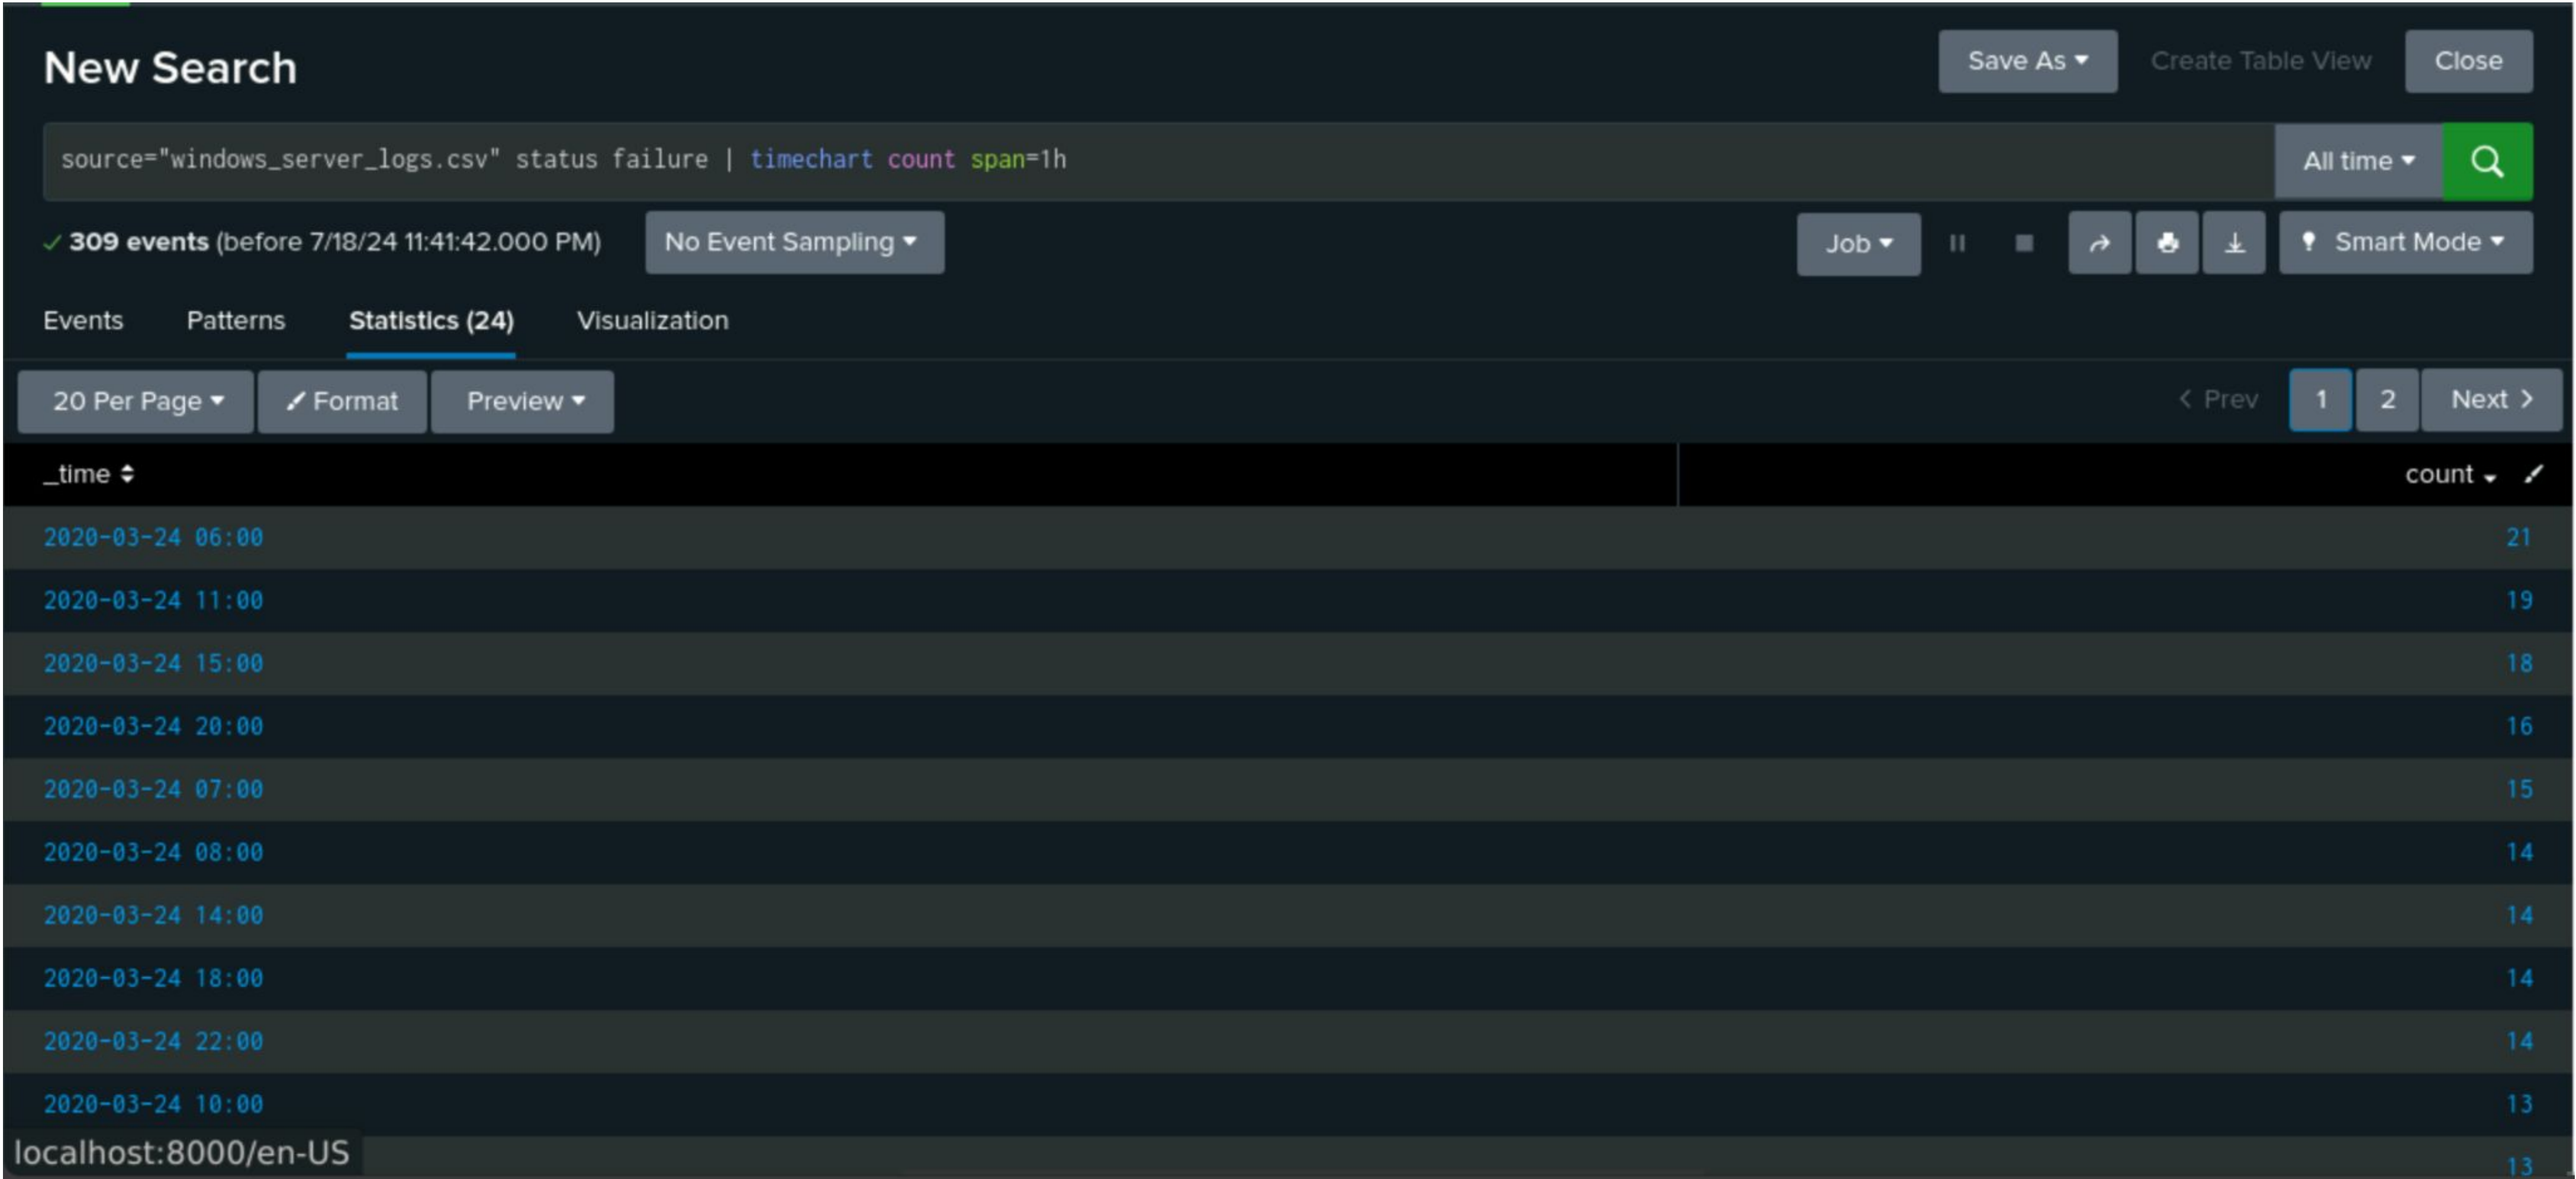 New Search
Save As Create Table View Close
source="windows_server_logs.csv" status failure | timechart count span=1h
All time
309 events (before 7/18/24 11:41:42.000 PM) No Event Sampling
Job Smart Mode
Events Patterns Statistics (24) Visualization
20 Per Page Format Preview
< Prev 1 2 Next >
_time count
2020-03-24 06:00 21
2020-03-24 11:00 19
2020-03-24 15:00 18
2020-03-24 20:00 16
2020-03-24 07:00 15
2020-03-24 08:00 14
2020-03-24 14:00 14
2020-03-24 18:00 14
2020-03-24 22:00 14
2020-03-24 10:00 13
localhost:8000/en-US
13